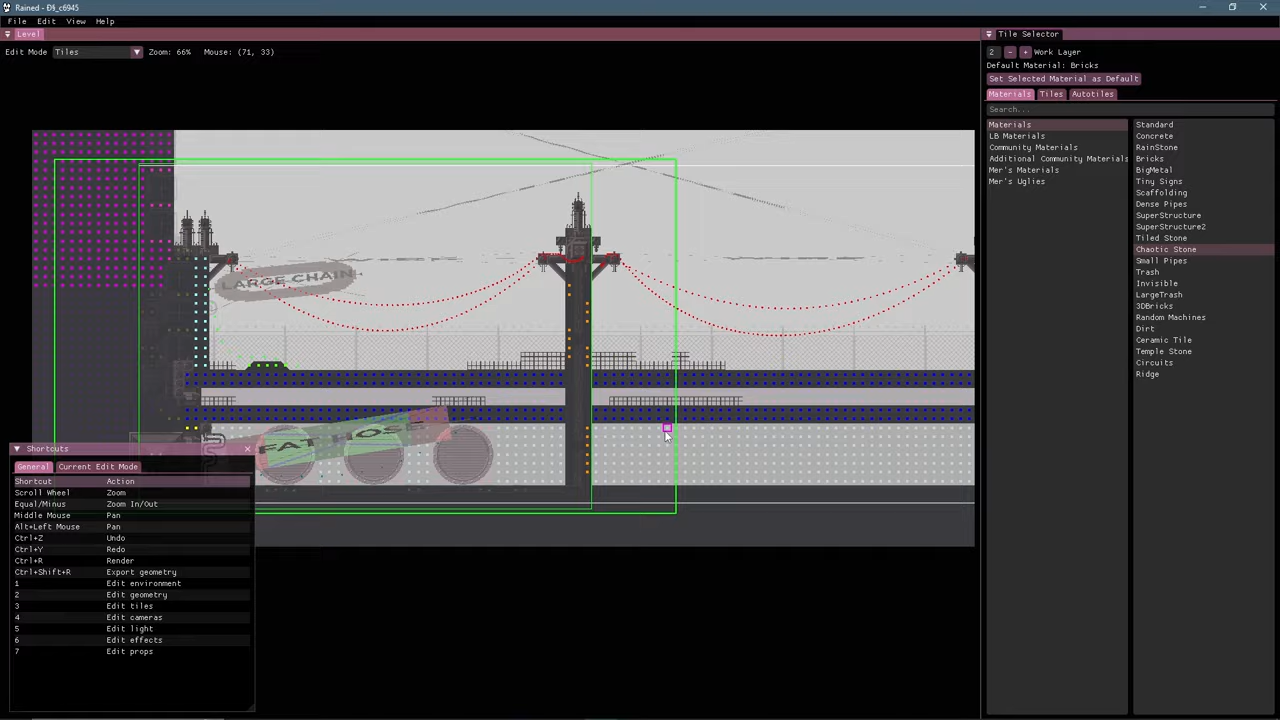 Rained - Đ§_c6945
File Edit View Help
Level
Edit Mode Tiles Zoom: 66% Mouse: (71, 33)
LARGE CHAIN
FAT HOSE
Shortcuts
General Current Edit Mode
Shortcut Action
Scroll Wheel Zoom
Equal/Minus Zoom In/Out
Middle Mouse Pan
Alt+Left Mouse Pan
Ctrl+Z Undo
Ctrl+Y Redo
Ctrl+R Render
Ctrl+Shift+R Export geometry
1 Edit environment
2 Edit geometry
3 Edit tiles
4 Edit cameras
5 Edit light
6 Edit effects
7 Edit props
Tile Selector
2 - + Work Layer
Default Material: Bricks
Set Selected Material as Default
Materials Tiles Autotiles
Search...
Materials
LB Materials
Community Materials
Additional Community Materials
Mer's Materials
Mer's Uglies
Standard
Concrete
RainStone
Bricks
BigMetal
Tiny Signs
Scaffolding
Dense Pipes
SuperStructure
SuperStructure2
Tiled Stone
Chaotic Stone
Small Pipes
Trash
Invisible
LargeTrash
3DBricks
Random Machines
Dirt
Ceramic Tile
Temple Stone
Circuits
Ridge